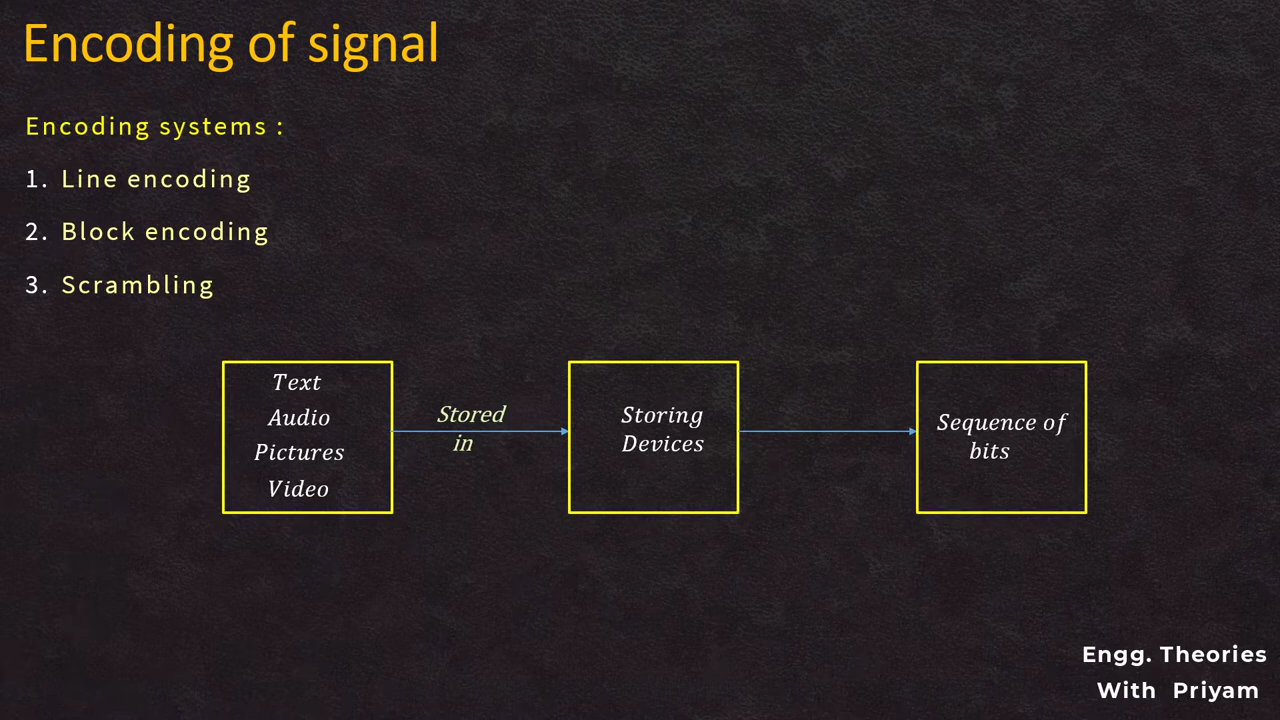 Encoding of signal
Encoding systems :
1. Line encoding
2. Block encoding
3. Scrambling
Text
Audio
Pictures
Video
Stored
in
Storing
Devices
Sequence of
bits
Engg. Theories
With Priyam